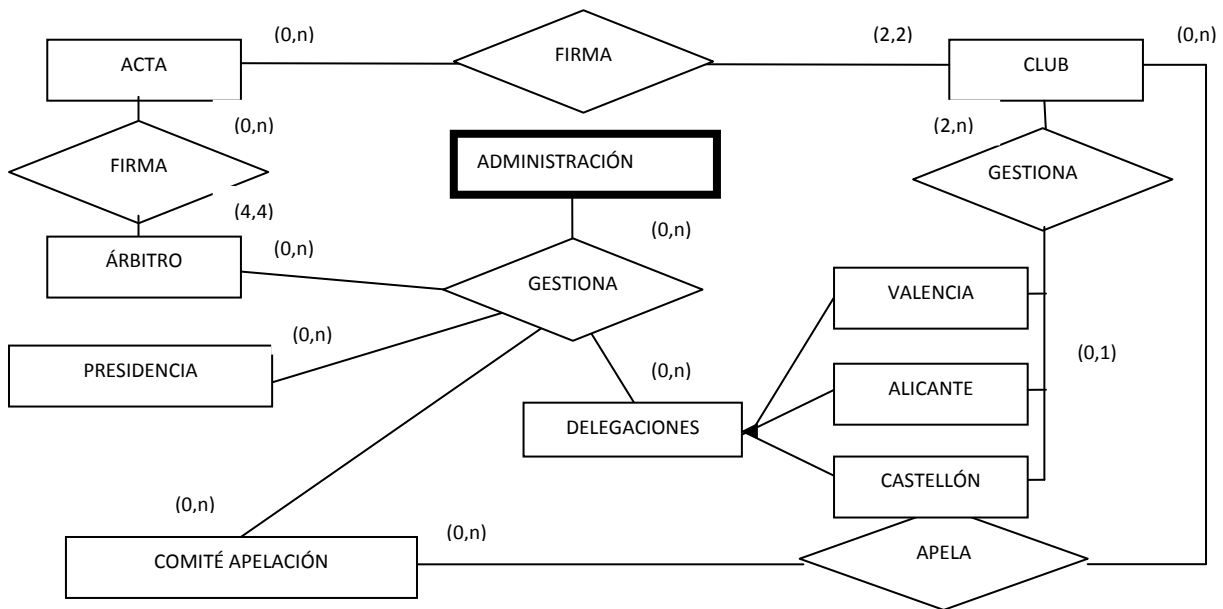 (0,n) (2,2) (0,n)
ACTA FIRMA CLUB
(0,n) (2,n)
FIRMA ADMINISTRACIÓN GESTIONA
(4,4)
(0,n) (0,n)
ÁRBITRO GESTIONA VALENCIA
(0,n)
PRESIDENCIA (0,n) (0,1)
ALICANTE
DELEGACIONES
CASTELLÓN
(0,n) (0,n)
COMITÉ APELACIÓN APELA